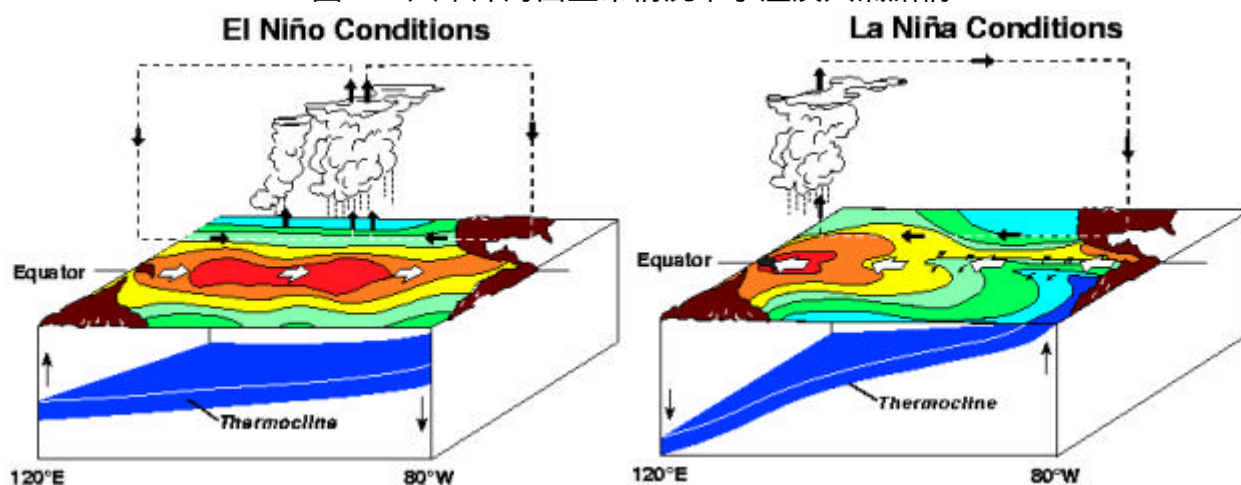 El Niño Conditions
La Niña Conditions
Equator
Equator
Thermocline
Thermocline
120°E
80°W
120°E
80°W